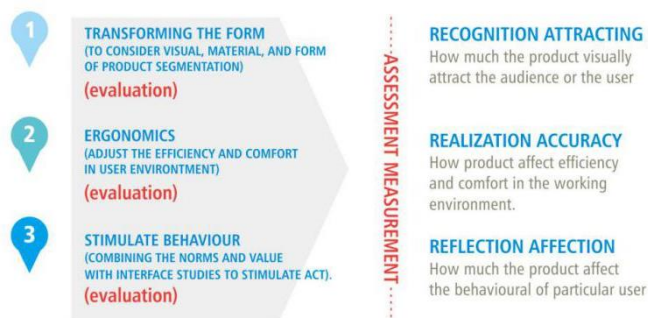 1
TRANSFORMING THE FORM
(TO CONSIDER VISUAL, MATERIAL, AND FORM
OF PRODUCT SEGMENTATION)
(evaluation)
2
ERGONOMICS
(ADJUST THE EFFICIENCY AND COMFORT
IN USER ENVIRONTMENT)
(evaluation)
3
STIMULATE BEHAVIOUR
(COMBINING THE NORMS AND VALUE
WITH INTERFACE STUDIES TO STIMULATE ACT).
(evaluation)
ASSESSMENT MEASUREMENT
RECOGNITION ATTRACTING
How much the product visually
attract the audience or the user
REALIZATION ACCURACY
How product affect efficiency
and comfort in the working
environment.
REFLECTION AFFECTION
How much the product affect
the behavioural of particular user